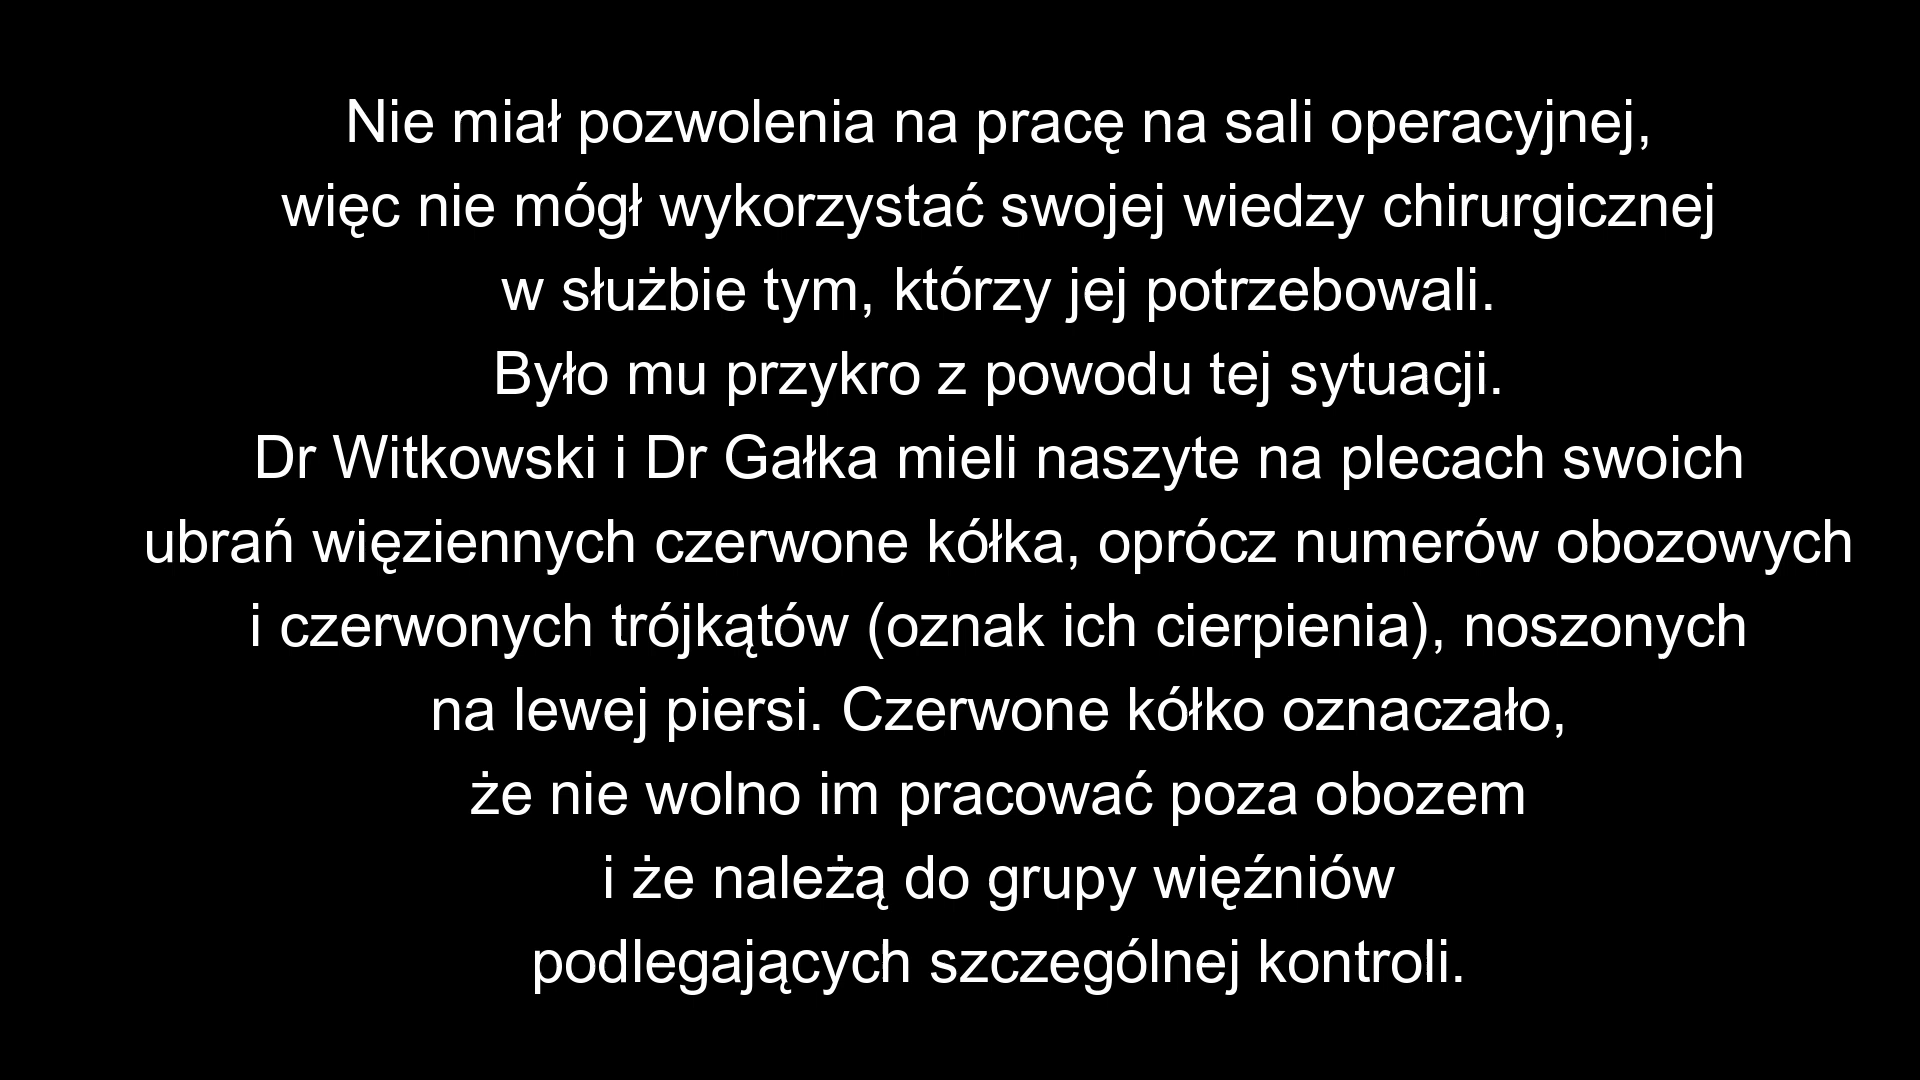 Nie miał pozwolenia na pracę na sali operacyjnej,
więc nie mógł wykorzystać swojej wiedzy chirurgicznej
w służbie tym, którzy jej potrzebowali.
Było mu przykro z powodu tej sytuacji.
Dr Witkowski i Dr Gałka mieli naszyte na plecach swoich
ubrań więziennych czerwone kółka, oprócz numerów obozowych
i czerwonych trójkątów (oznak ich cierpienia), noszonych
na lewej piersi. Czerwone kółko oznaczało,
że nie wolno im pracować poza obozem
i że należą do grupy więźniów
podlegających szczególnej kontroli.